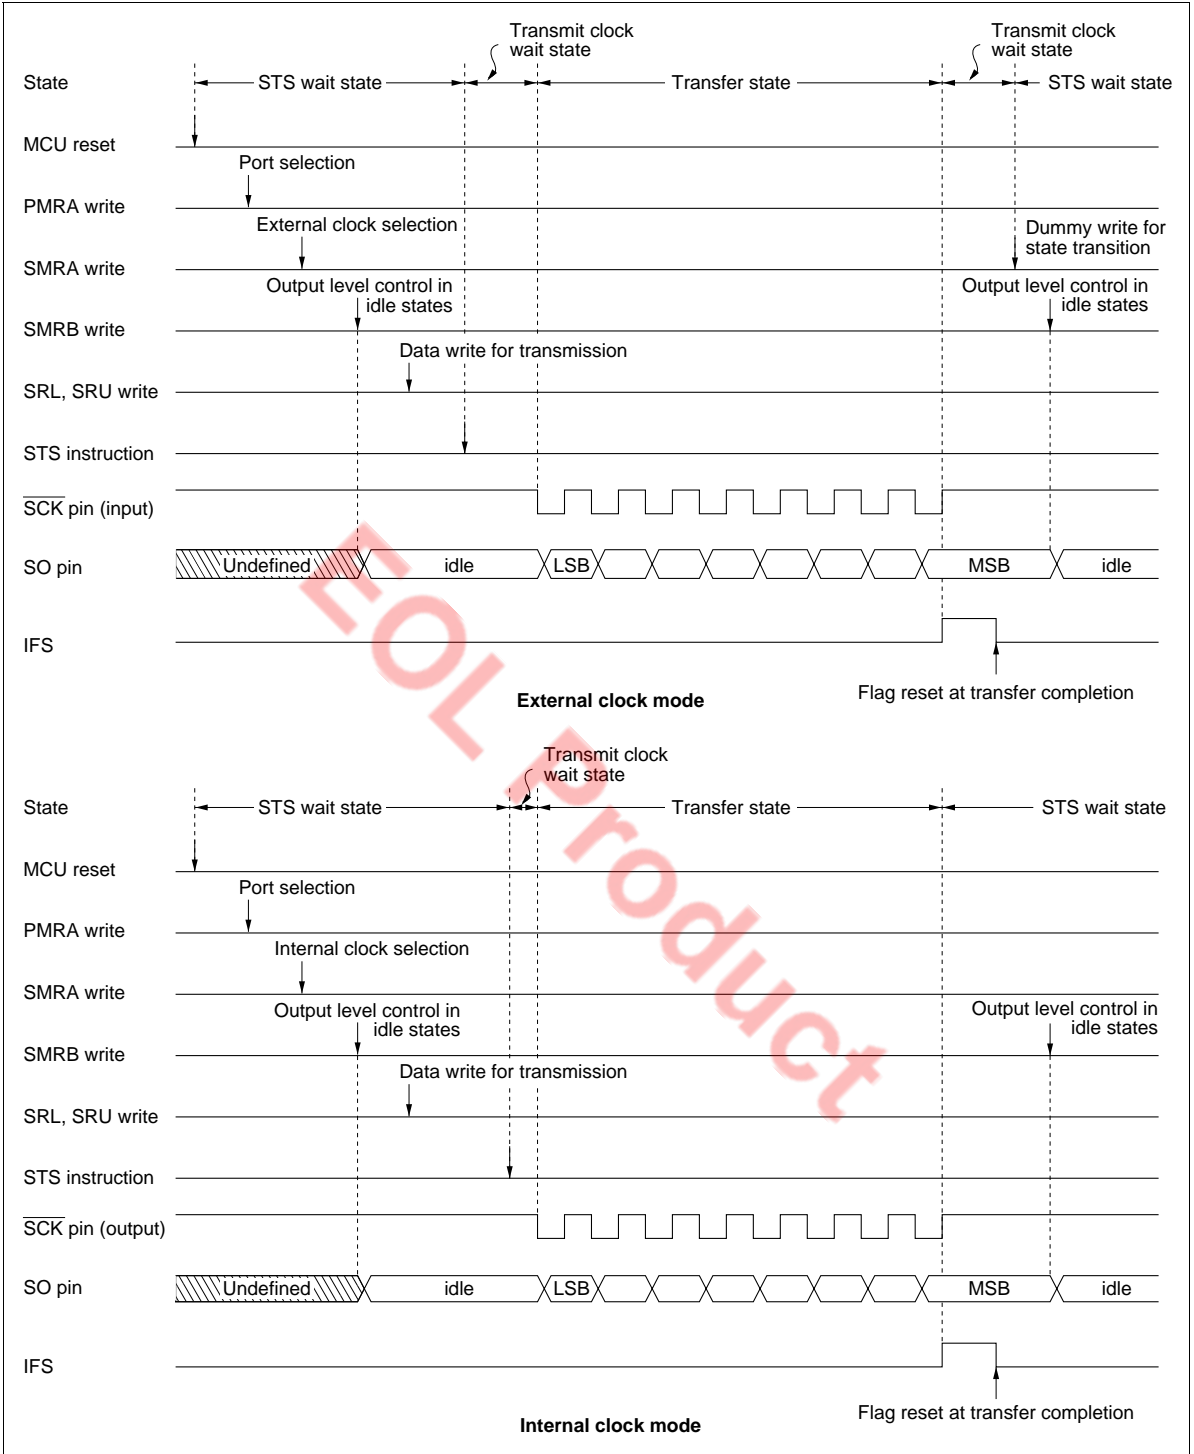 Transmit clock
wait state
Transmit clock
wait state
State
STS wait state
Transfer state
STS wait state
MCU reset
Port selection
PMRA write
External clock selection
Dummy write for
state transition
SMRA write
Output level control in
idle states
Output level control in
idle states
SMRB write
Data write for transmission
SRL, SRU write
STS instruction
SCK pin (input)
SO pin
Undefined
idle
LSB
MSB
idle
IFS
Flag reset at transfer completion
External clock mode
Transmit clock
wait state
State
STS wait state
Transfer state
STS wait state
MCU reset
Port selection
PMRA write
Internal clock selection
SMRA write
Output level control in
idle states
Output level control in
idle states
SMRB write
Data write for transmission
SRL, SRU write
STS instruction
SCK pin (output)
SO pin
Undefined
idle
LSB
MSB
idle
IFS
Flag reset at transfer completion
Internal clock mode
EOL Product